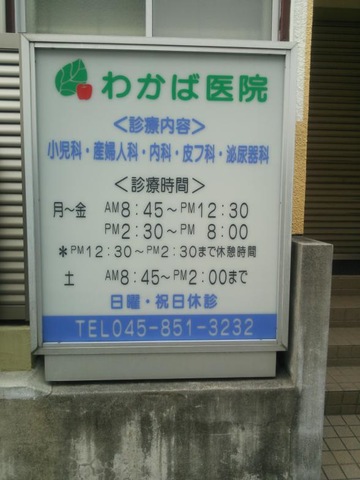 わかば医院
＜診療内容＞
小児科・産婦人科・内科・皮フ科・泌尿器科
＜診療時間＞
月～金 AM8:45～PM12:30
PM2:30～PM 8:00
＊PM12:30～PM2:30まで休憩時間
土 AM8:45～PM2:00まで
日曜・祝日休診
TEL045-851-3232